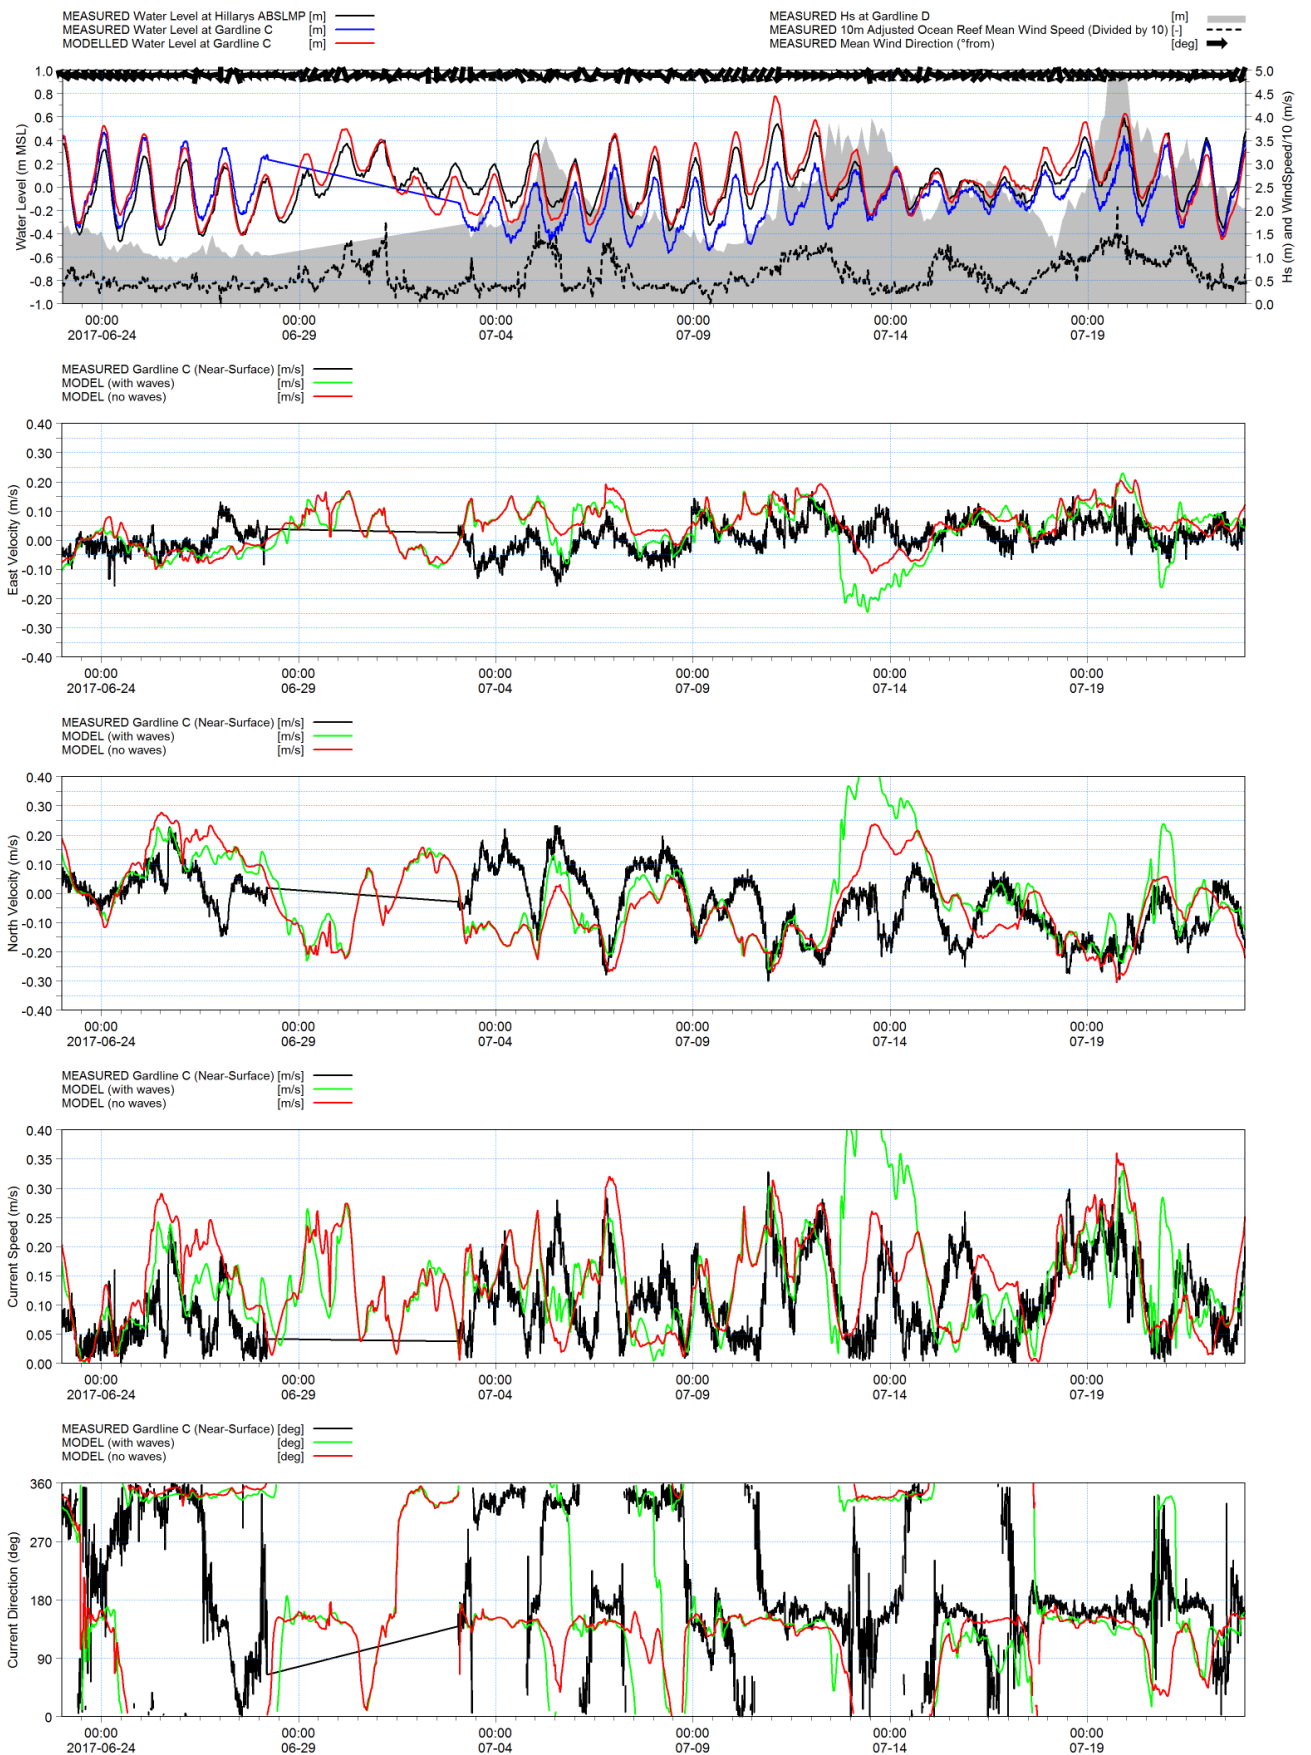 MEASURED Water Level at Hillarys ABSLMP [m]
MEASURED Water Level at Gardline C [m]
MODELLED Water Level at Gardline C [m]
MEASURED Hs at Gardline D [m]
MEASURED 10m Adjusted Ocean Reef Mean Wind Speed (Divided by 10) [-]
MEASURED Mean Wind Direction (°from) [deg]
Water Level (m MSL)
1.0
0.8
0.6
0.4
0.2
0.0
-0.2
-0.4
-0.6
-0.8
-1.0
Hs (m) and WindSpeed/10 (m/s)
5.0
4.5
4.0
3.5
3.0
2.5
2.0
1.5
1.0
0.5
0.0
00:00 00:00 00:00 00:00 00:00 00:00
2017-06-24 06-29 07-04 07-09 07-14 07-19
MEASURED Gardline C (Near-Surface) [m/s]
MODEL (with waves) [m/s]
MODEL (no waves) [m/s]
East Velocity (m/s)
0.40
0.30
0.20
0.10
0.00
-0.10
-0.20
-0.30
-0.40
00:00 00:00 00:00 00:00 00:00 00:00
2017-06-24 06-29 07-04 07-09 07-14 07-19
MEASURED Gardline C (Near-Surface) [m/s]
MODEL (with waves) [m/s]
MODEL (no waves) [m/s]
North Velocity (m/s)
0.40
0.30
0.20
0.10
0.00
-0.10
-0.20
-0.30
-0.40
00:00 00:00 00:00 00:00 00:00 00:00
2017-06-24 06-29 07-04 07-09 07-14 07-19
MEASURED Gardline C (Near-Surface) [m/s]
MODEL (with waves) [m/s]
MODEL (no waves) [m/s]
Current Speed (m/s)
0.40
0.35
0.30
0.25
0.20
0.15
0.10
0.05
0.00
00:00 00:00 00:00 00:00 00:00 00:00
2017-06-24 06-29 07-04 07-09 07-14 07-19
MEASURED Gardline C (Near-Surface) [deg]
MODEL (with waves) [deg]
MODEL (no waves) [deg]
Current Direction (deg)
360
270
180
90
0
00:00 00:00 00:00 00:00 00:00 00:00
2017-06-24 06-29 07-04 07-09 07-14 07-19